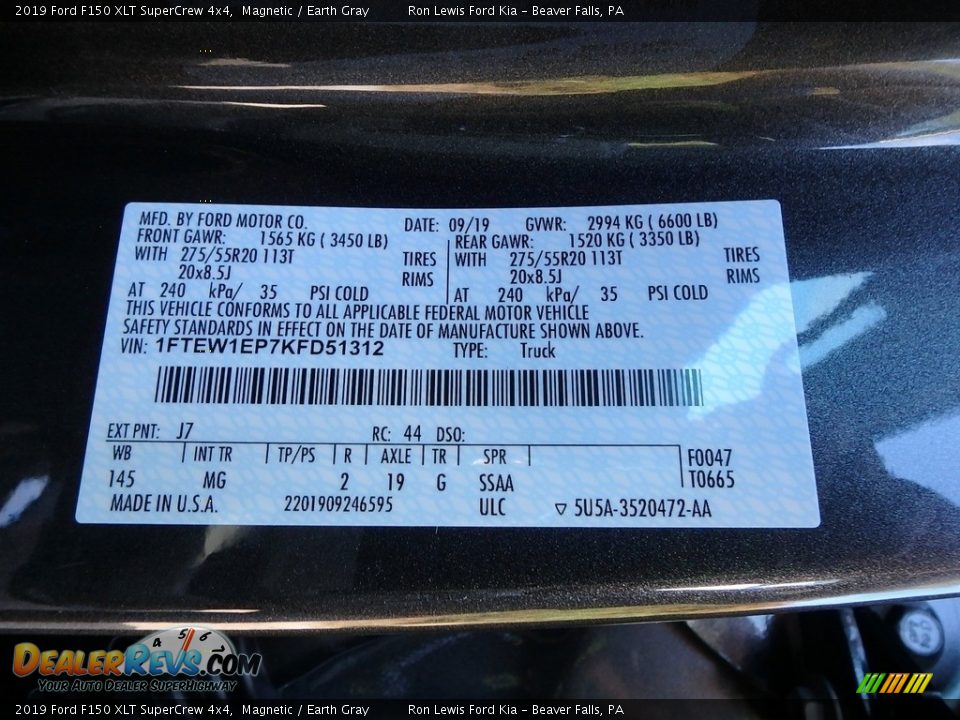 2019 Ford F150 XLT SuperCrew 4x4,  Magnetic / Earth Gray    Ron Lewis Ford Kia - Beaver Falls, PA
MFD. BY FORD MOTOR CO.    DATE: 09/19    GVWR: 2994 KG ( 6600 LB)
FRONT GAWR: 1565 KG ( 3450 LB)    REAR GAWR: 1520 KG ( 3350 LB)
WITH 275/55R20 113T TIRES    WITH 275/55R20 113T TIRES
20x8.5J RIMS    20x8.5J RIMS
AT 240 kPa/ 35 PSI COLD    AT 240 kPa/ 35 PSI COLD
THIS VEHICLE CONFORMS TO ALL APPLICABLE FEDERAL MOTOR VEHICLE
SAFETY STANDARDS IN EFFECT ON THE DATE OF MANUFACTURE SHOWN ABOVE.
VIN: 1FTEW1EP7KFD51312    TYPE: Truck
EXT PNT: J7    RC: 44 DSO:
WB INT TR TP/PS R AXLE TR SPR F0047
145 MG 2 19 G SSAA T0665
MADE IN U.S.A. 2201909246595 ULC ▽ 5U5A-3520472-AA
4 5 6
DEALERREVS.COM
YOUR AUTO DEALER SUPERHIGHWAY
2019 Ford F150 XLT SuperCrew 4x4,  Magnetic / Earth Gray    Ron Lewis Ford Kia - Beaver Falls, PA